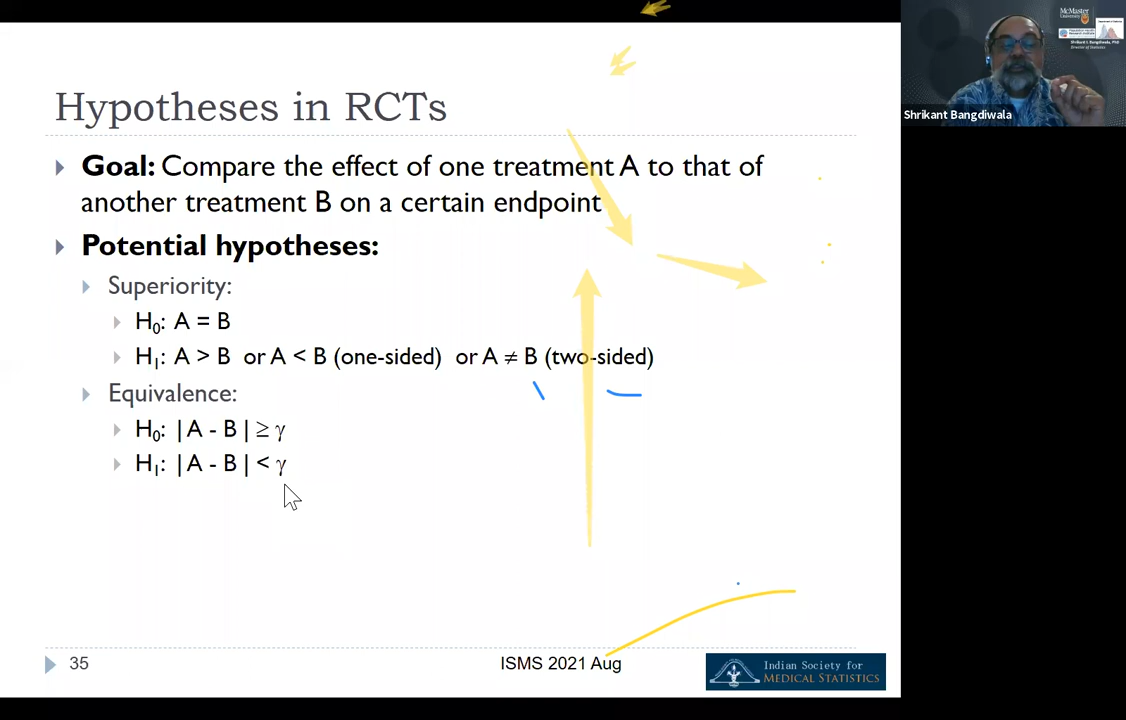 Hypotheses in RCTs
Goal: Compare the effect of one treatment A to that of
another treatment B on a certain endpoint
Potential hypotheses:
Superiority:
H₀: A = B
H₁: A > B or A < B (one-sided) or A ≠ B (two-sided)
Equivalence:
H₀: |A - B| ≥ γ
H₁: |A - B| < γ
35
ISMS 2021 Aug
Indian Society for
MEDICAL STATISTICS
McMaster
University
Shrikant Bangdiwala